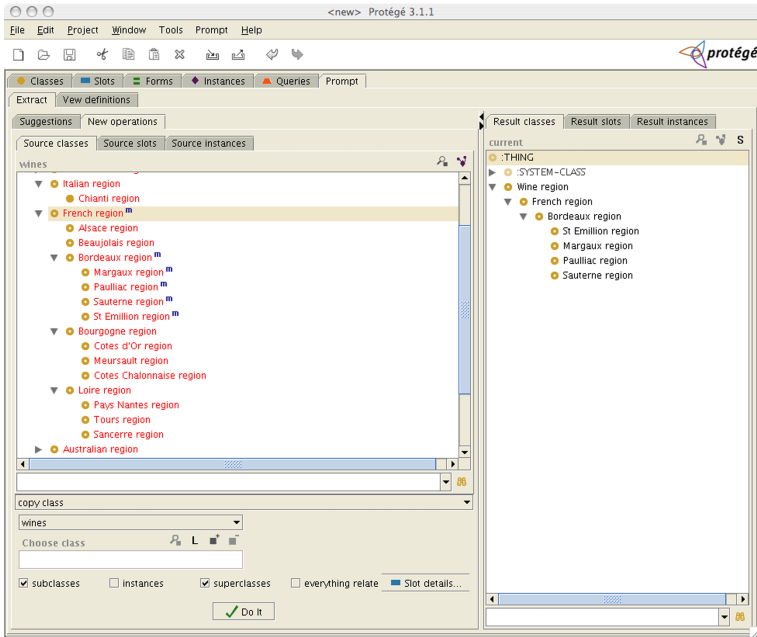 <new> Protégé 3.1.1
File Edit Project Window Tools Prompt Help
protégé
Classes Slots Forms Instances Queries Prompt
Extract Vew definitions
Suggestions New operations
Source classes Source slots Source instances
wines
Italian region
Chianti region
French region m
Alsace region
Beaujolais region
Bordeaux region m
Margaux region m
Paulliac region m
Sauterne region m
St Emillion region m
Bourgogne region
Cotes d'Or region
Meursault region
Cotes Chalonnaise region
Loire region
Pays Nantes region
Tours region
Sancerre region
Australian region
copy class
wines
Choose class L
subclasses instances superclasses everything relate Slot details...
Do It
Result classes Result slots Result instances
current S
:THING
:SYSTEM-CLASS
Wine region
French region
Bordeaux region
St Emillion region
Margaux region
Paulliac region
Sauterne region